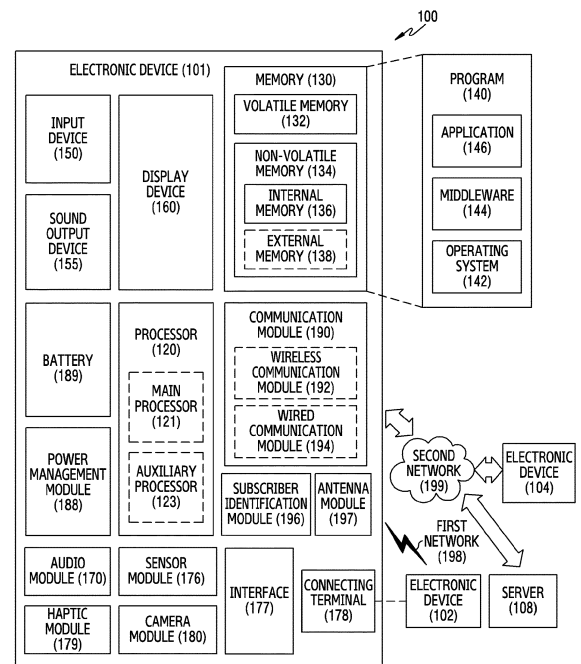 100
ELECTRONIC DEVICE (101)
INPUT
DEVICE
(150)
SOUND
OUTPUT
DEVICE
(155)
DISPLAY
DEVICE
(160)
MEMORY (130)
VOLATILE MEMORY
(132)
NON-VOLATILE
MEMORY (134)
INTERNAL
MEMORY (136)
EXTERNAL
MEMORY (138)
PROGRAM
(140)
APPLICATION
(146)
MIDDLEWARE
(144)
OPERATING
SYSTEM
(142)
BATTERY
(189)
POWER
MANAGEMENT
MODULE
(188)
PROCESSOR
(120)
MAIN
PROCESSOR
(121)
AUXILIARY
PROCESSOR
(123)
COMMUNICATION
MODULE (190)
WIRELESS
COMMUNICATION
MODULE (192)
WIRED
COMMUNICATION
MODULE (194)
SUBSCRIBER
IDENTIFICATION
MODULE (196)
ANTENNA
MODULE
(197)
SECOND
NETWORK
(199)
ELECTRONIC
DEVICE
(104)
FIRST
NETWORK
(198)
AUDIO
MODULE (170)
SENSOR
MODULE (176)
INTERFACE
(177)
CONNECTING
TERMINAL
(178)
ELECTRONIC
DEVICE
(102)
SERVER
(108)
HAPTIC
MODULE
(179)
CAMERA
MODULE (180)